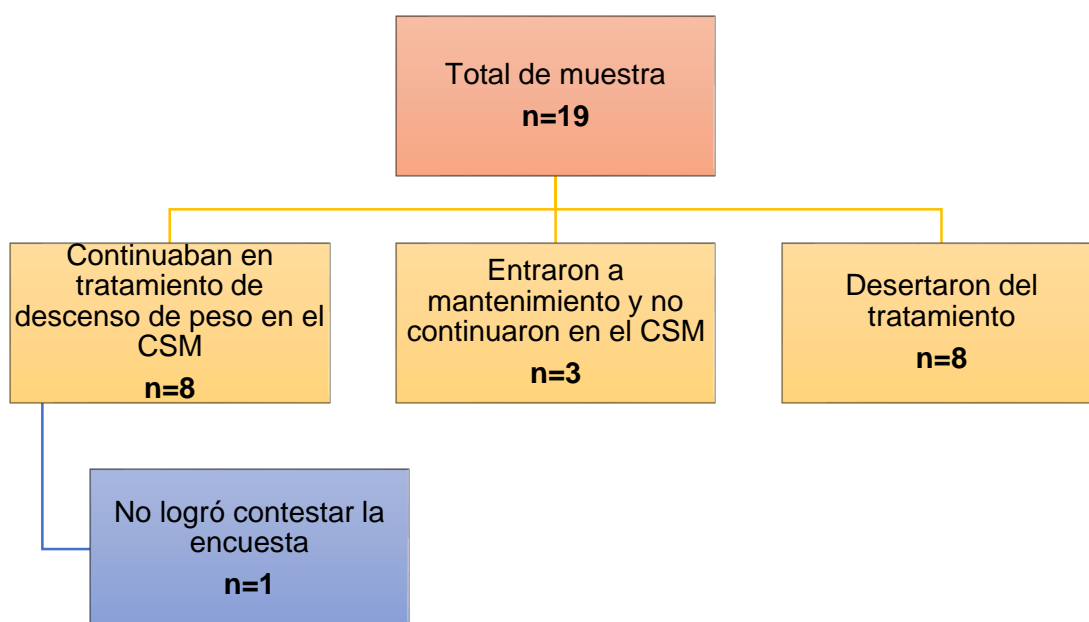 Total de muestra
n=19
Continuaban en
tratamiento de
descenso de peso en el
CSM
n=8
Entraron a
mantenimiento y no
continuaron en el CSM
n=3
Desertaron del
tratamiento
n=8
No logró contestar la
encuesta
n=1